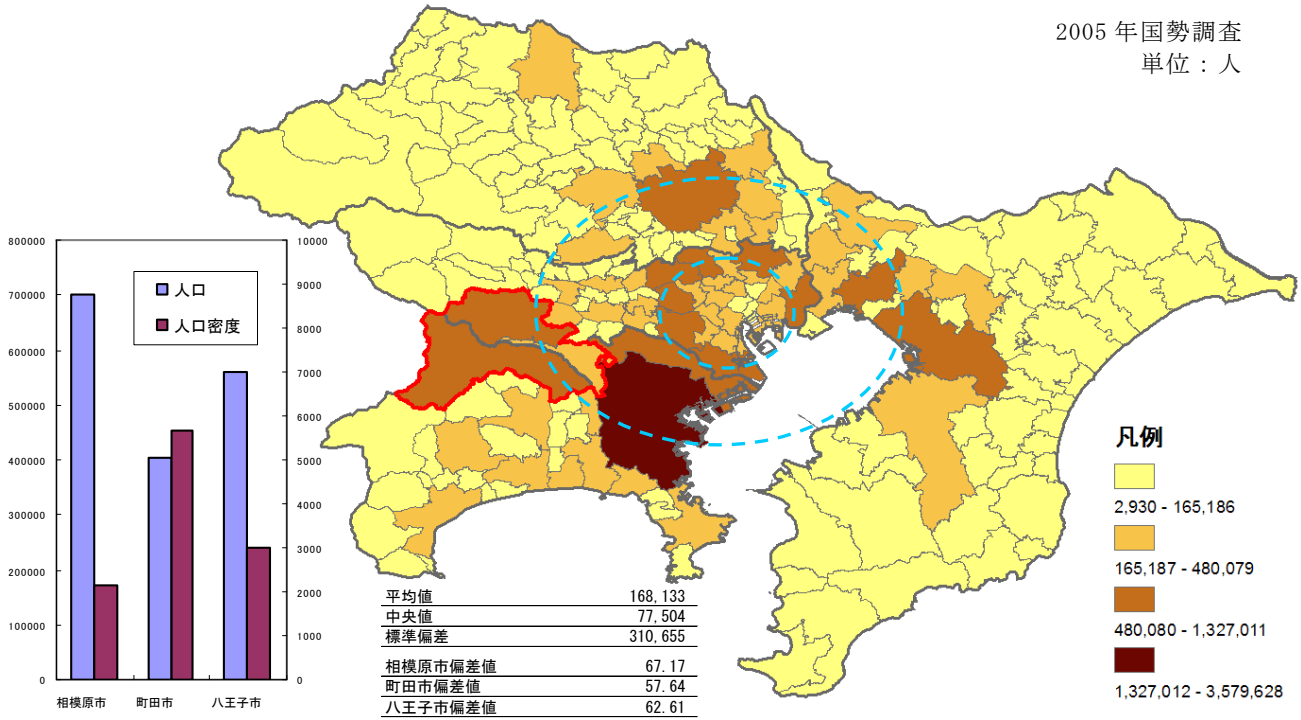 2005 年国勢調査
単位 : 人
800000
700000
600000
500000
400000
300000
200000
100000
0
10000
9000
8000
7000
6000
5000
4000
3000
2000
1000
0
人口
人口密度
相模原市 町田市 八王子市
平均値 168,133
中央値 77,504
標準偏差 310,655
相模原市偏差値 67.17
町田市偏差値 57.64
八王子市偏差値 62.61
凡例
2,930 - 165,186
165,187 - 480,079
480,080 - 1,327,011
1,327,012 - 3,579,628